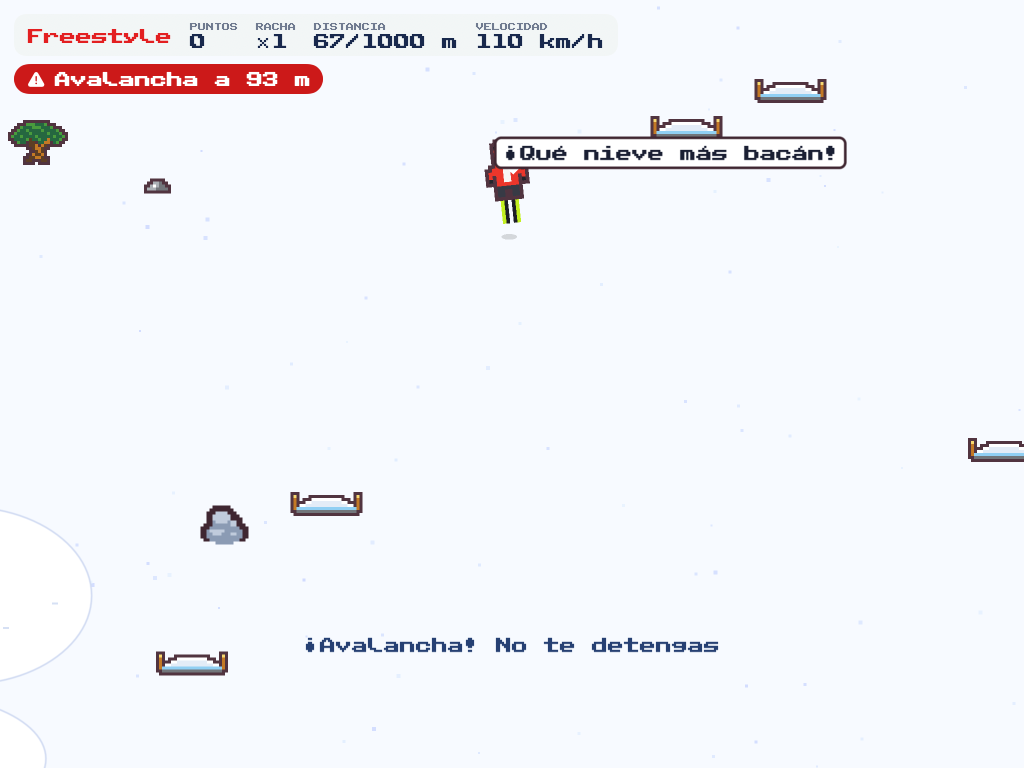 Freestyle
PUNTOS
0
RACHA
×1
DISTANCIA
67/1000 m
VELOCIDAD
110 km/h
Avalancha a 93 m
¡Qué nieve más bacán!
¡Avalancha! No te detengas